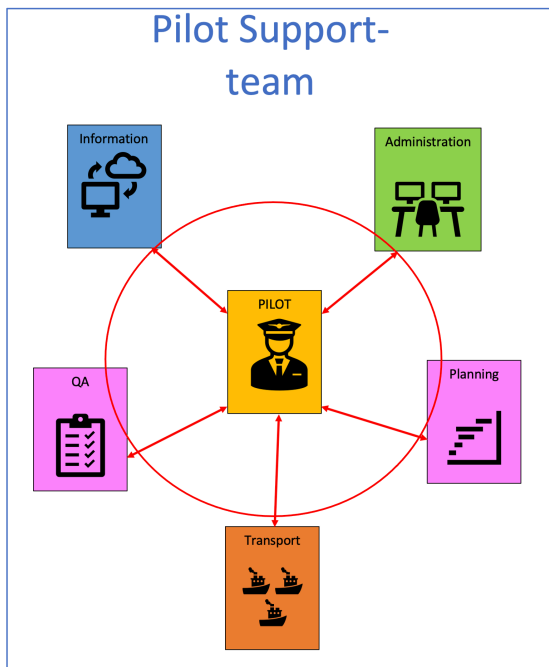 Pilot Support-
team
Information
Administration
PILOT
QA
Planning
Transport